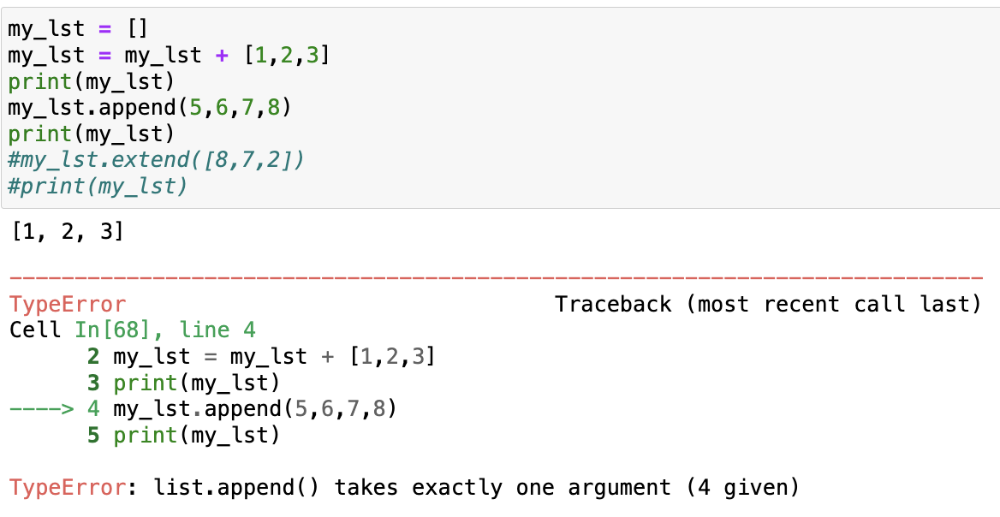 my_lst = []
my_lst = my_lst + [1,2,3]
print(my_lst)
my_lst.append(5,6,7,8)
print(my_lst)
#my_lst.extend([8,7,2])
#print(my_lst)
[1, 2, 3]
---------------------------------------------------------------------------
TypeError                                 Traceback (most recent call last)
Cell In[68], line 4
      2 my_lst = my_lst + [1,2,3]
      3 print(my_lst)
----> 4 my_lst.append(5,6,7,8)
      5 print(my_lst)
TypeError: list.append() takes exactly one argument (4 given)